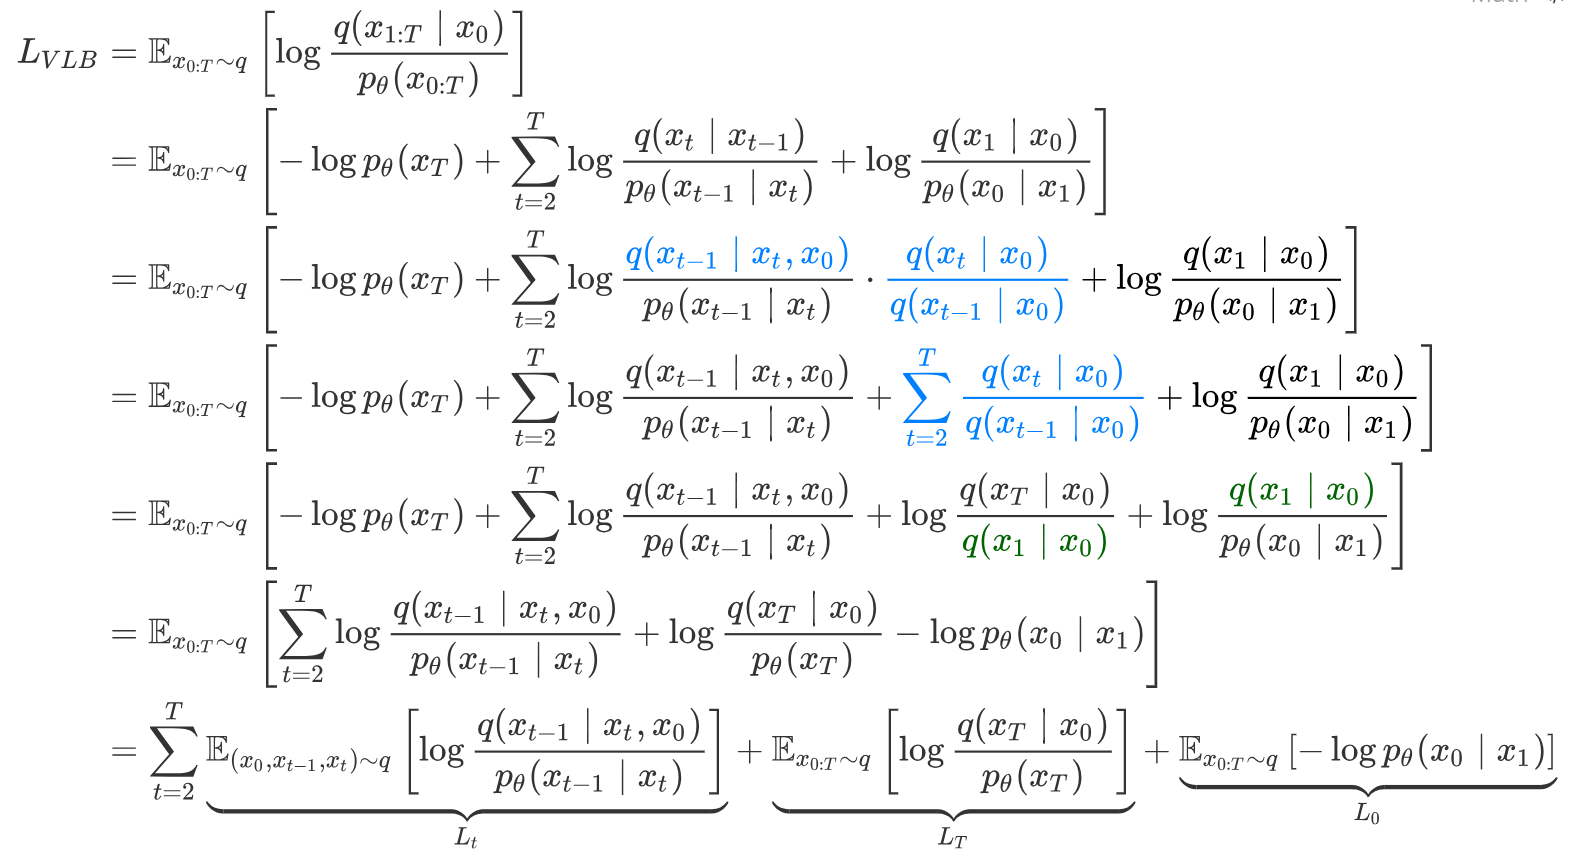 L_{VLB} = \mathbb{E}_{x_{0:T} \sim q} \left[ \log \frac{q(x_{1:T} \mid x_0)}{p_\theta(x_{0:T})} \right]
= \mathbb{E}_{x_{0:T} \sim q} \left[ -\log p_\theta(x_T) + \sum_{t=2}^{T} \log \frac{q(x_t \mid x_{t-1})}{p_\theta(x_{t-1} \mid x_t)} + \log \frac{q(x_1 \mid x_0)}{p_\theta(x_0 \mid x_1)} \right]
= \mathbb{E}_{x_{0:T} \sim q} \left[ -\log p_\theta(x_T) + \sum_{t=2}^{T} \log \frac{q(x_{t-1} \mid x_t, x_0)}{p_\theta(x_{t-1} \mid x_t)} \cdot \frac{q(x_t \mid x_0)}{q(x_{t-1} \mid x_0)} + \log \frac{q(x_1 \mid x_0)}{p_\theta(x_0 \mid x_1)} \right]
= \mathbb{E}_{x_{0:T} \sim q} \left[ -\log p_\theta(x_T) + \sum_{t=2}^{T} \log \frac{q(x_{t-1} \mid x_t, x_0)}{p_\theta(x_{t-1} \mid x_t)} + \sum_{t=2}^{T} \frac{q(x_t \mid x_0)}{q(x_{t-1} \mid x_0)} + \log \frac{q(x_1 \mid x_0)}{p_\theta(x_0 \mid x_1)} \right]
= \mathbb{E}_{x_{0:T} \sim q} \left[ -\log p_\theta(x_T) + \sum_{t=2}^{T} \log \frac{q(x_{t-1} \mid x_t, x_0)}{p_\theta(x_{t-1} \mid x_t)} + \log \frac{q(x_T \mid x_0)}{q(x_1 \mid x_0)} + \log \frac{q(x_1 \mid x_0)}{p_\theta(x_0 \mid x_1)} \right]
= \mathbb{E}_{x_{0:T} \sim q} \left[ \sum_{t=2}^{T} \log \frac{q(x_{t-1} \mid x_t, x_0)}{p_\theta(x_{t-1} \mid x_t)} + \log \frac{q(x_T \mid x_0)}{p_\theta(x_T)} - \log p_\theta(x_0 \mid x_1) \right]
= \sum_{t=2}^{T} \underbrace{\mathbb{E}_{(x_0, x_{t-1}, x_t) \sim q} \left[ \log \frac{q(x_{t-1} \mid x_t, x_0)}{p_\theta(x_{t-1} \mid x_t)} \right]}_{L_t} + \underbrace{\mathbb{E}_{x_{0:T} \sim q} \left[ \log \frac{q(x_T \mid x_0)}{p_\theta(x_T)} \right]}_{L_T} + \underbrace{\mathbb{E}_{x_{0:T} \sim q} \left[ -\log p_\theta(x_0 \mid x_1) \right]}_{L_0}